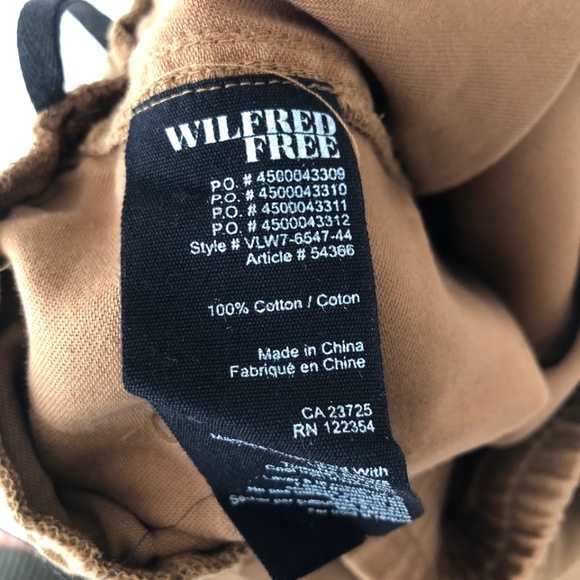 WILFRED
FREE
P.O. # 4500043309
P.O. # 4500043310
P.O. # 4500043311
P.O. # 4500043312
Style # VLW7-6547-44
Article # 54366
100% Cotton / Coton
Made in China
Fabriqué en Chine
CA 23725
RN 122354
With